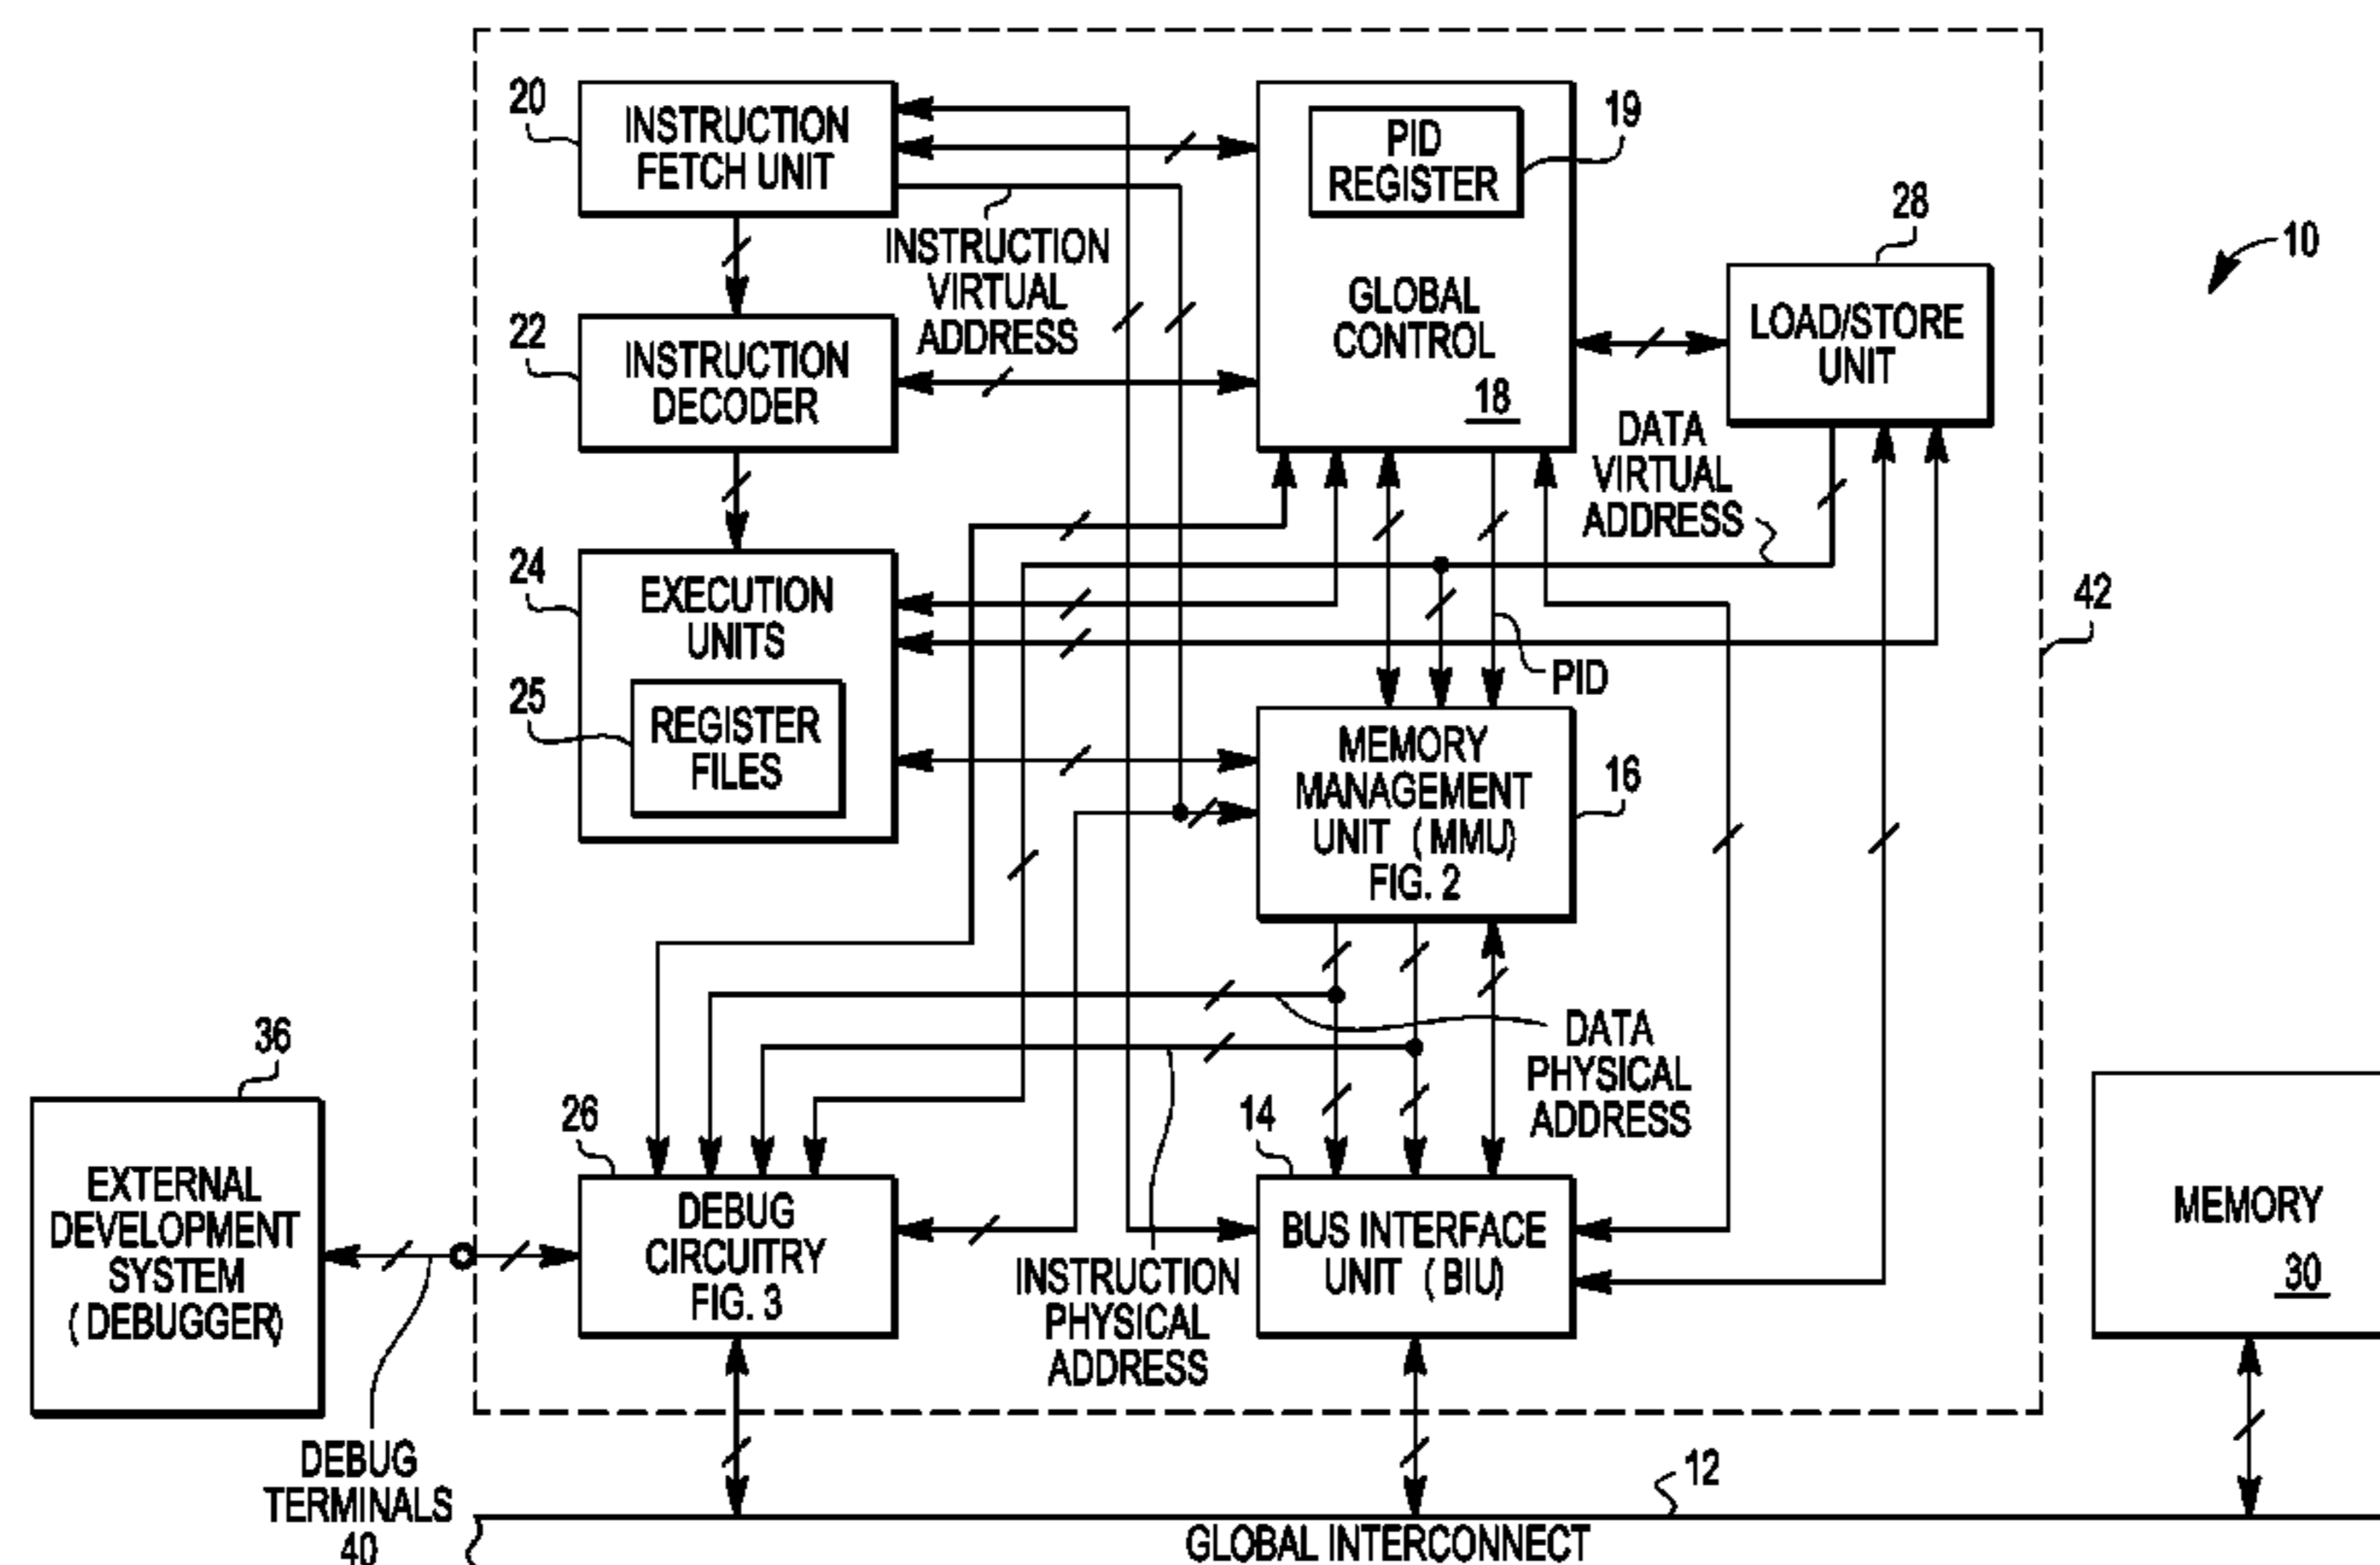 20
INSTRUCTION
FETCH UNIT
PID
REGISTER
19
INSTRUCTION
VIRTUAL
ADDRESS
GLOBAL
CONTROL
18
28
LOAD/STORE
UNIT
10
22
INSTRUCTION
DECODER
DATA
VIRTUAL
ADDRESS
24
EXECUTION
UNITS
42
25
REGISTER
FILES
PID
MEMORY
MANAGEMENT
UNIT (MMU)
FIG. 2
16
DATA
PHYSICAL
ADDRESS
36
EXTERNAL
DEVELOPMENT
SYSTEM
(DEBUGGER)
26
DEBUG
CIRCUITRY
FIG. 3
14
BUS INTERFACE
UNIT (BIU)
INSTRUCTION
PHYSICAL
ADDRESS
MEMORY
30
DEBUG
TERMINALS
40
12
GLOBAL INTERCONNECT